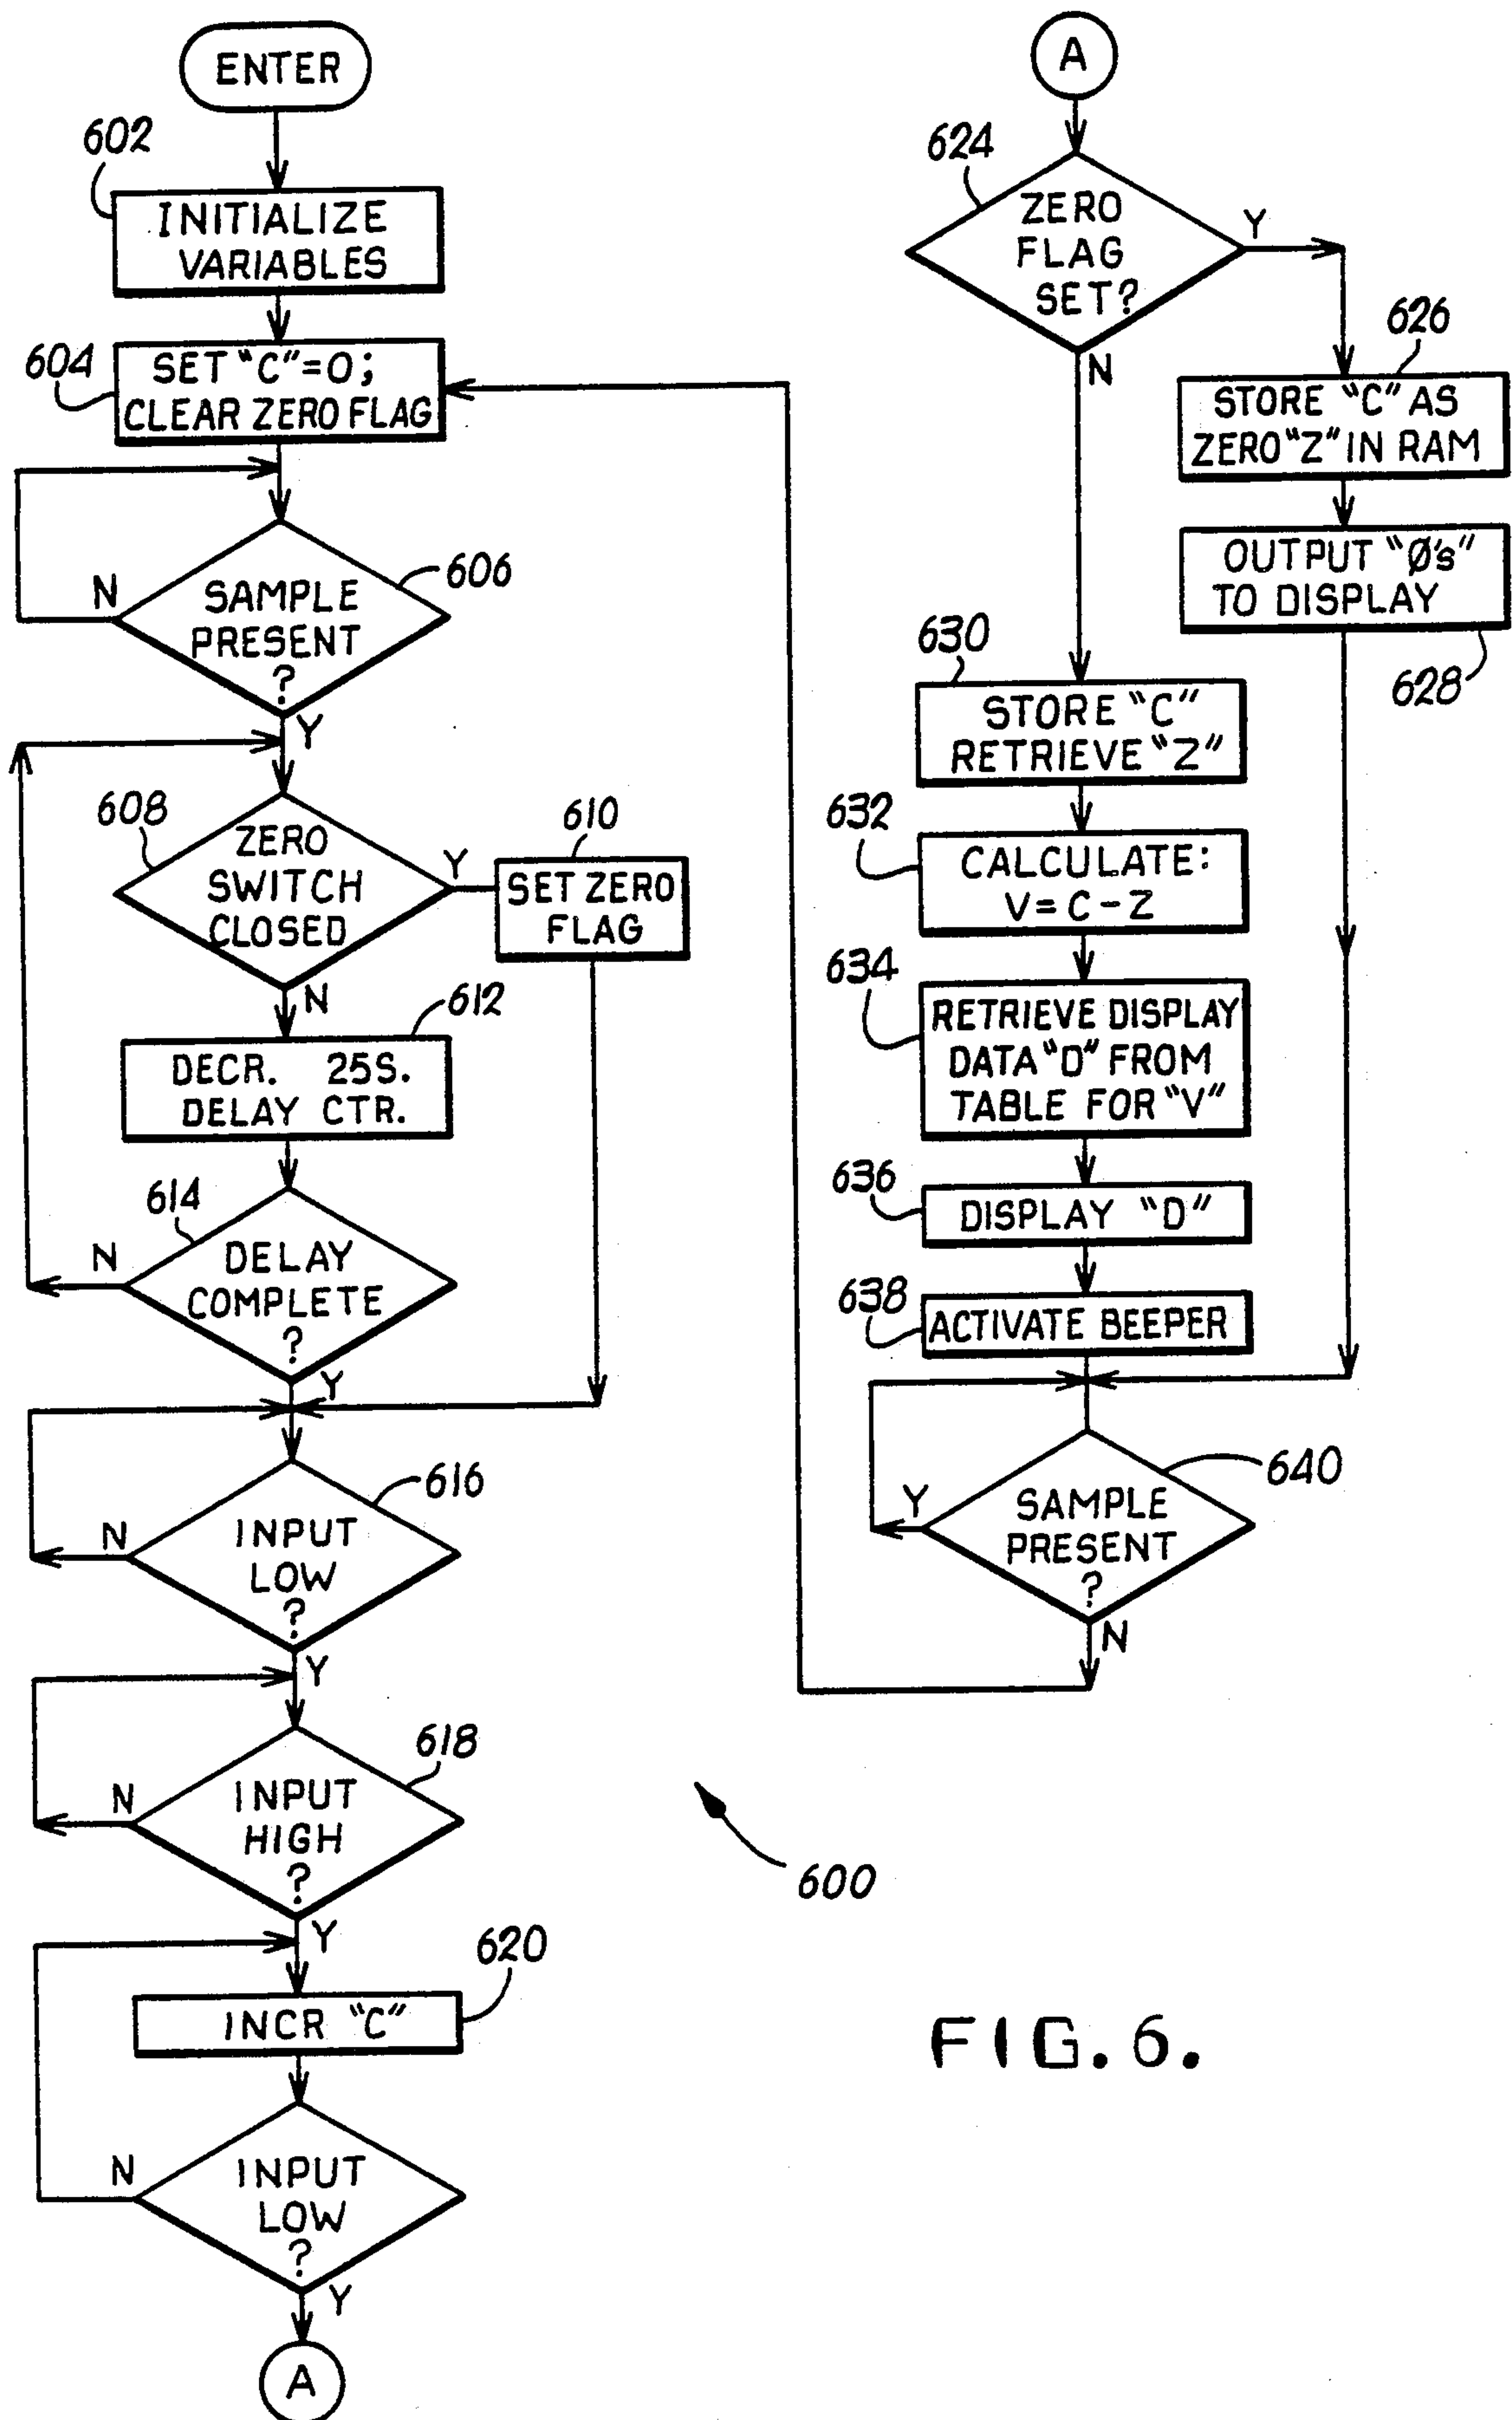 ENTER
602
INITIALIZE
VARIABLES
604
SET "C"=0;
CLEAR ZERO FLAG
606
N
SAMPLE
PRESENT
?
Y
608
ZERO
SWITCH
CLOSED
Y
610
SET ZERO
FLAG
N
612
DECR. 25S.
DELAY CTR.
614
N
DELAY
COMPLETE
?
Y
616
N
INPUT
LOW
?
Y
618
N
INPUT
HIGH
?
Y
620
INCR "C"
N
INPUT
LOW
?
Y
A
A
624
ZERO
FLAG
SET?
Y
N
626
STORE "C" AS
ZERO "Z" IN RAM
OUTPUT "Ø's"
TO DISPLAY
628
630
STORE "C"
RETRIEVE "Z"
632
CALCULATE:
V = C - Z
634
RETRIEVE DISPLAY
DATA "D" FROM
TABLE FOR "V"
636
DISPLAY "D"
638
ACTIVATE BEEPER
640
Y
SAMPLE
PRESENT
?
N
600
FIG. 6.